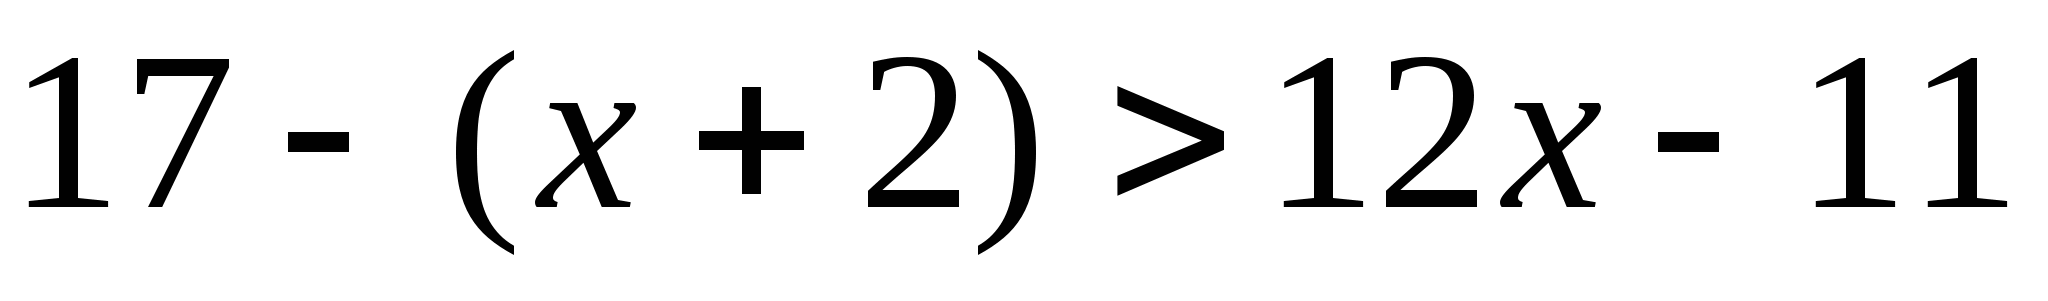 17- (x + 2) > 12x - 11